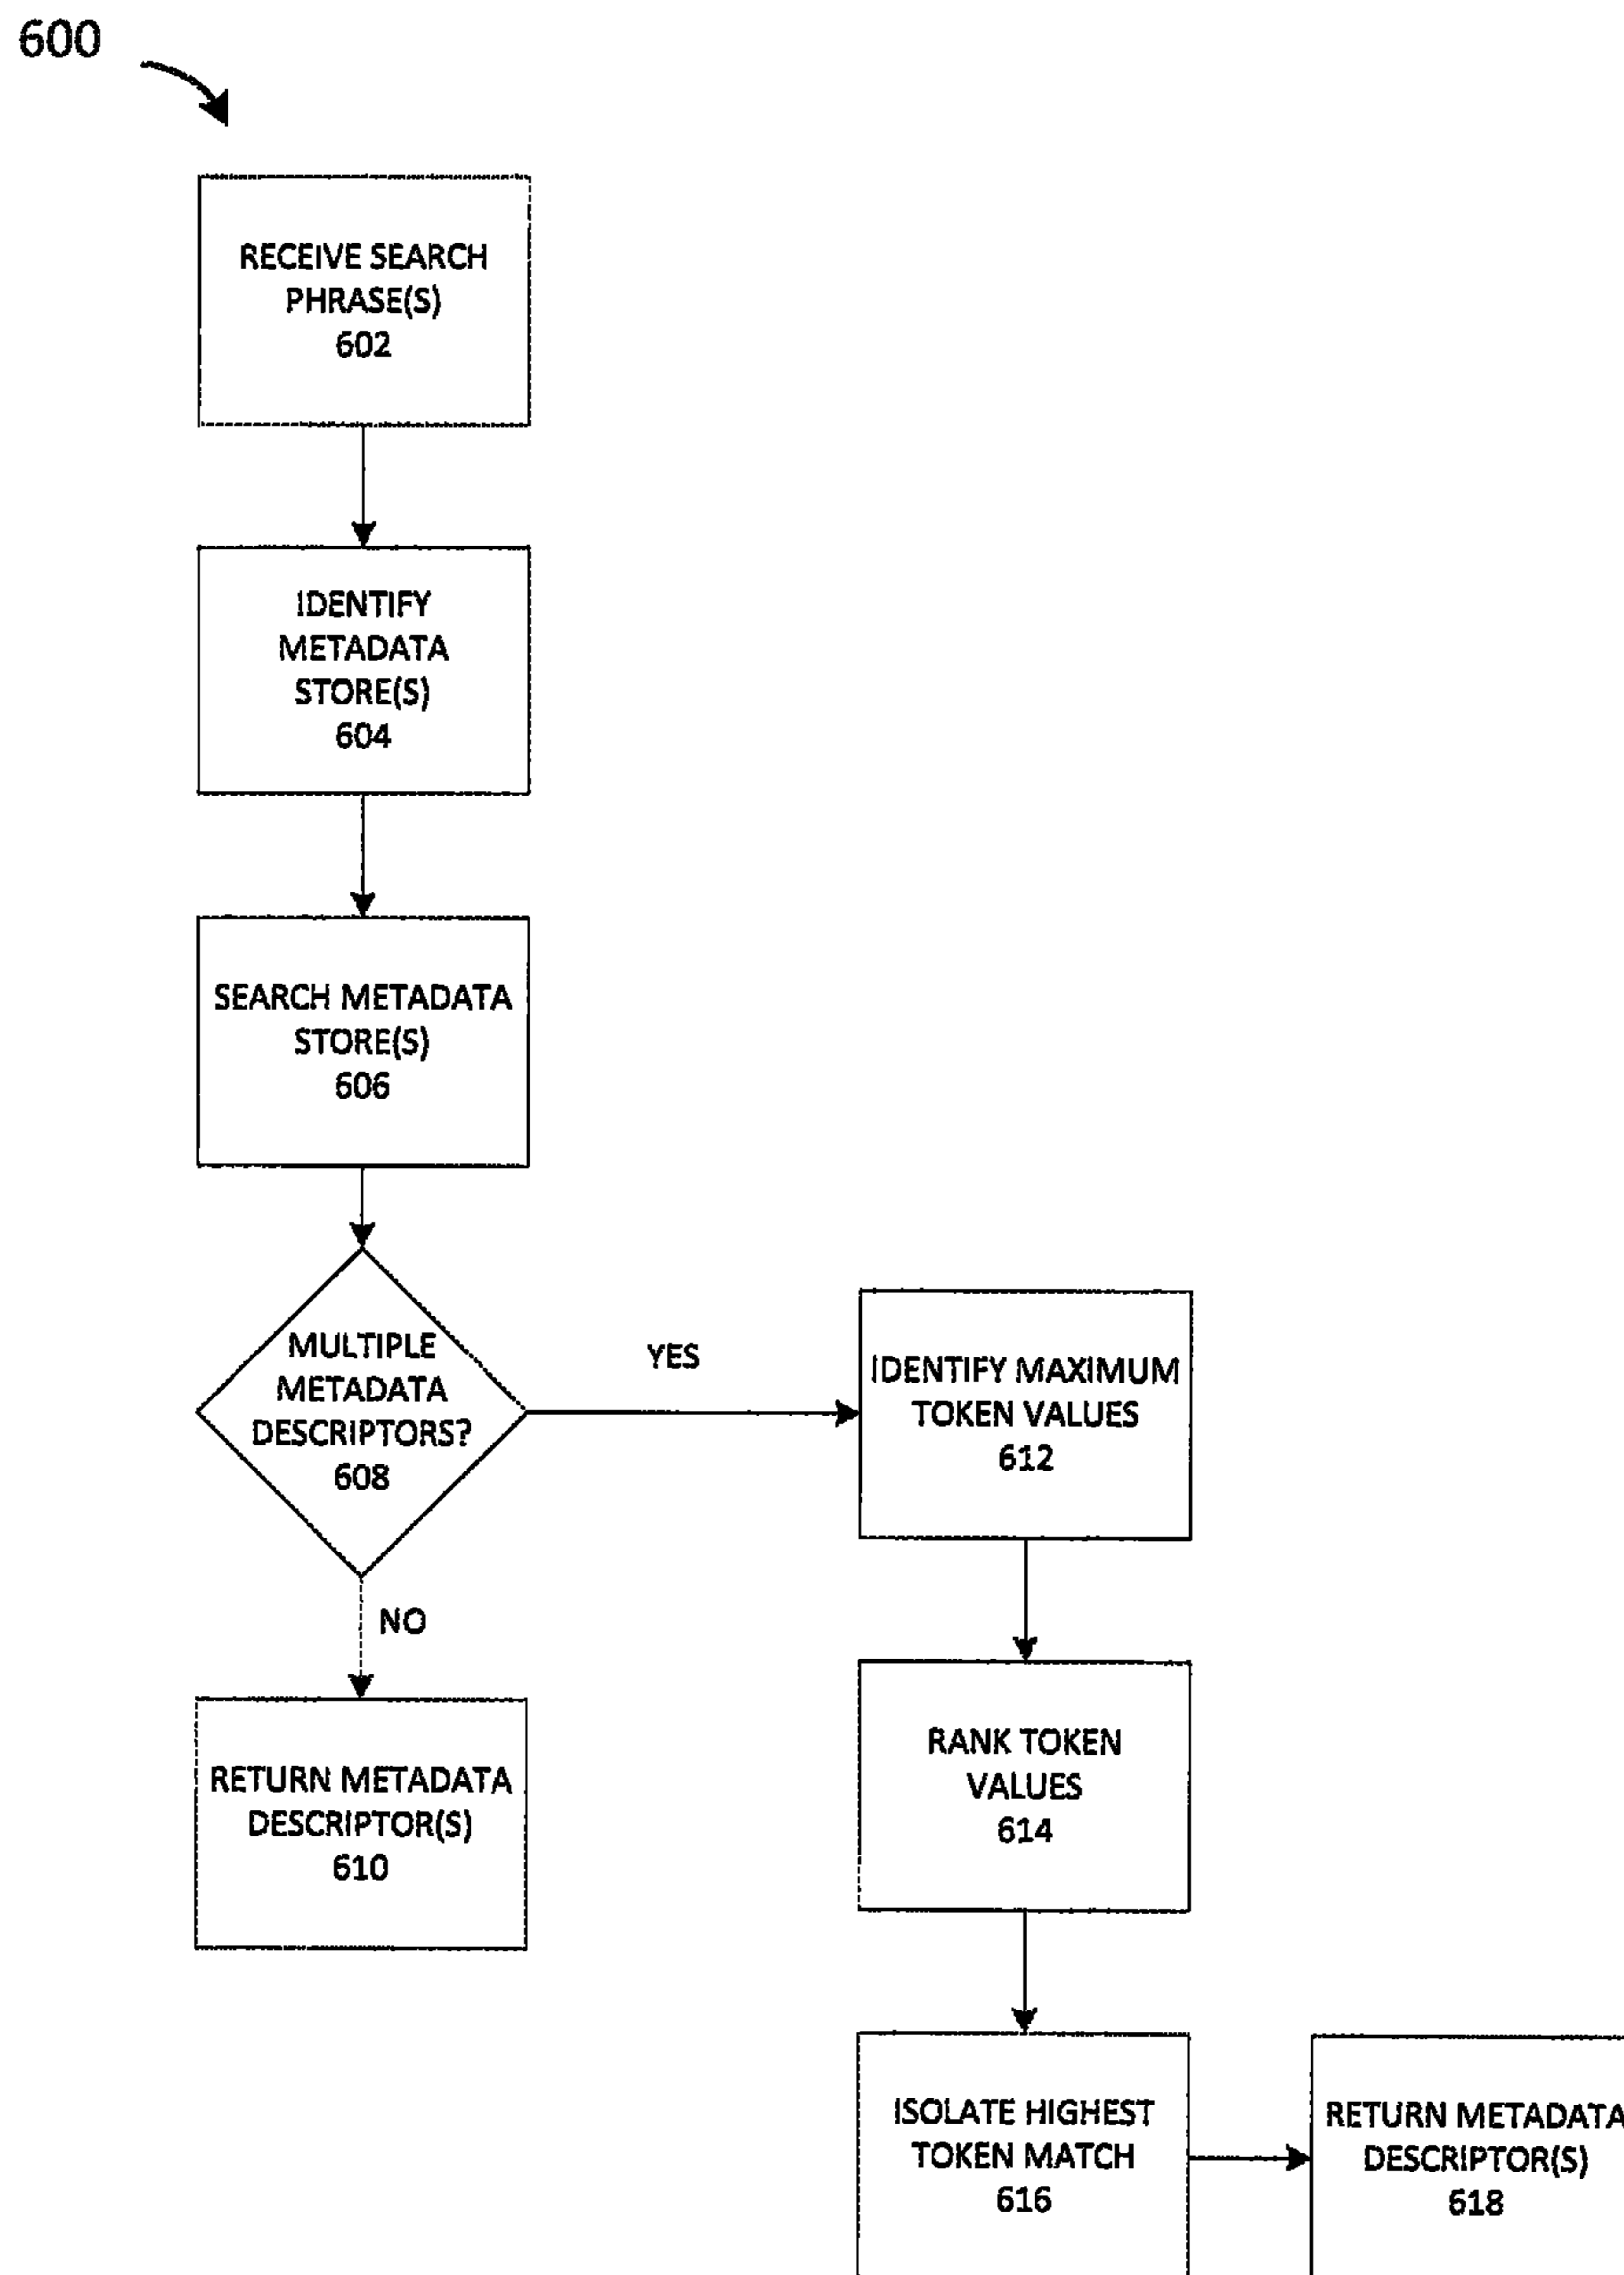 600
RECEIVE SEARCH
PHRASE(S)
602
IDENTIFY
METADATA
STORE(S)
604
SEARCH METADATA
STORE(S)
606
MULTIPLE
METADATA
DESCRIPTORS?
608
YES
NO
RETURN METADATA
DESCRIPTOR(S)
610
IDENTIFY MAXIMUM
TOKEN VALUES
612
RANK TOKEN
VALUES
614
ISOLATE HIGHEST
TOKEN MATCH
616
RETURN METADATA
DESCRIPTOR(S)
618